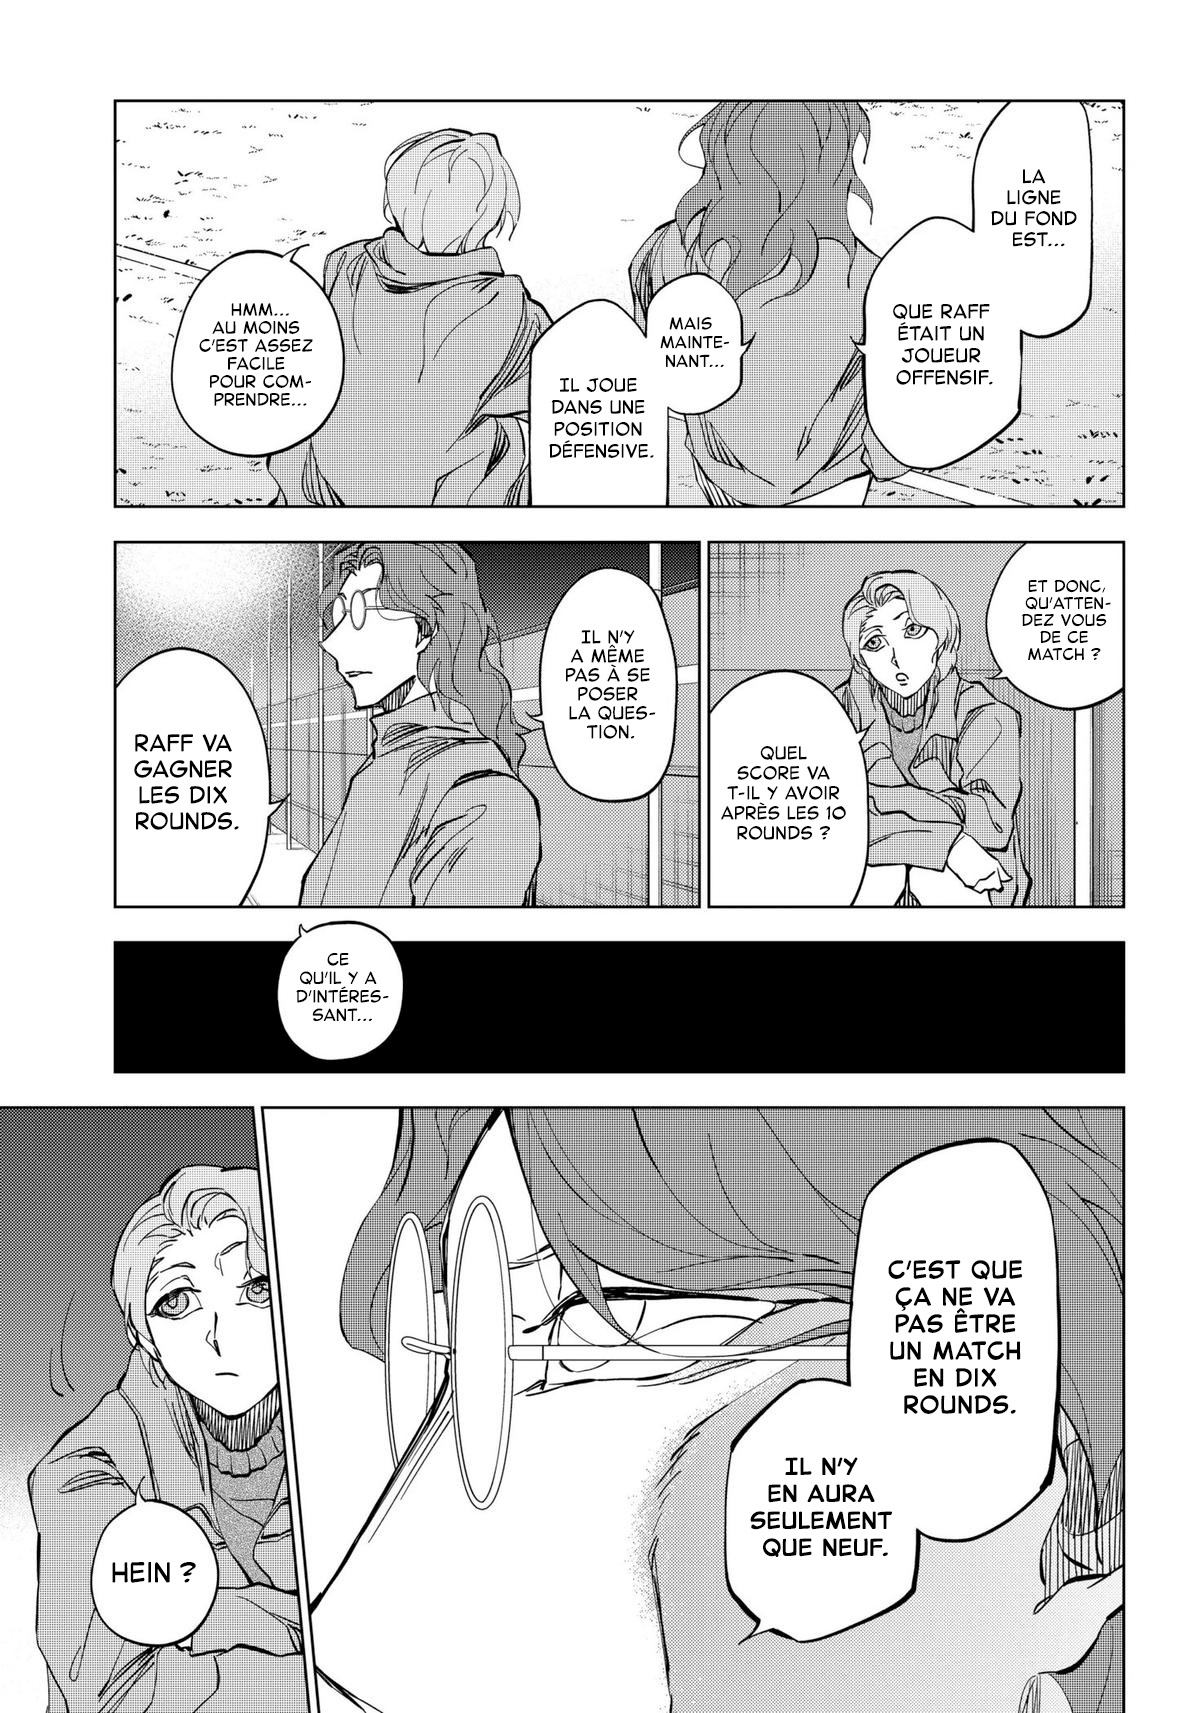 LA
LIGNE
DU FOND
EST...
QUE RAFF
ÉTAIT UN
JOUEUR
OFFENSIF.
MAIS
MAINTE-
NANT...
IL JOUE
DANS UNE
POSITION
DÉFENSIVE.
HMM...
AU MOINS
C'EST ASSEZ
FACILE
POUR COM-
PRENDRE...
ET DONC,
QU'ATTEN-
DEZ VOUS
DE CE
MATCH ?
QUEL
SCORE VA
T-IL Y AVOIR
APRÈS LES 10
ROUNDS ?
IL N'Y
A MÊME
PAS À SE
POSER
LA QUES-
TION.
RAFF VA
GAGNER
LES DIX
ROUNDS.
CE
QU'IL Y A
D'INTÉRES-
SANT...
C'EST QUE
ÇA NE VA
PAS ÊTRE
UN MATCH
EN DIX
ROUNDS.
IL N'Y
EN AURA
SEULEMENT
QUE NEUF.
HEIN ?